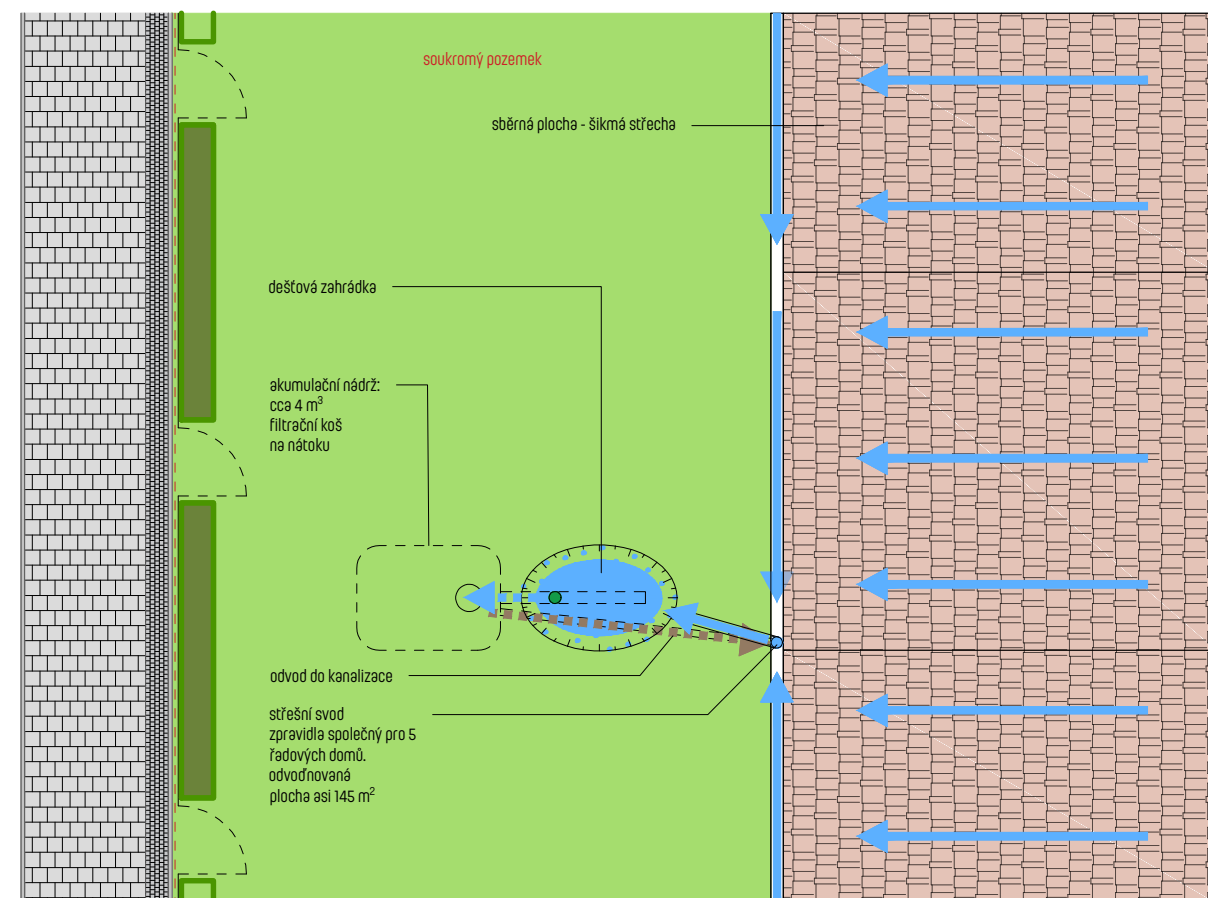 soukromý pozemek
sběrná plocha - šikmá střecha
dešťová zahrádka
akumulační nádrž:
cca 4 m³
filtrační koš
na nátoku
odvod do kanalizace
střešní svod
zpravidla společný pro 5
řadových domů.
odvodňovaná
plocha asi 145 m²